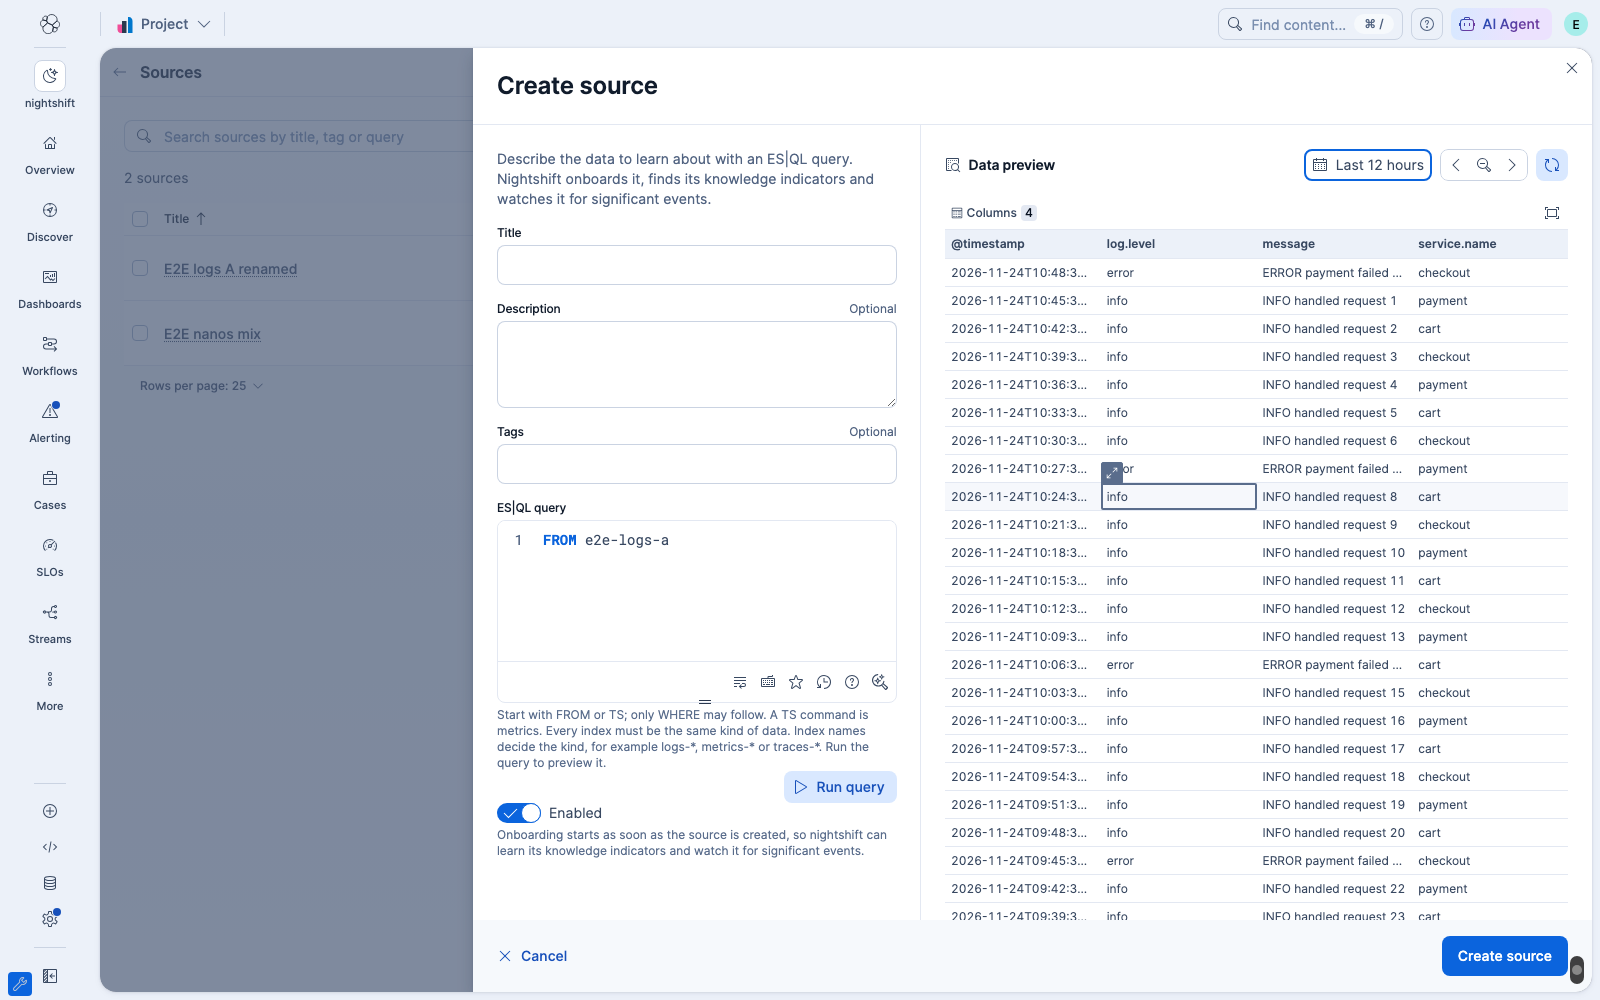 Project
Find content...
⌘ /
AI Agent
E
nightshift
Overview
Discover
Dashboards
Workflows
Alerting
Cases
SLOs
Streams
More
Sources
Search sources by title, tag or query
2 sources
Title
E2E logs A renamed
E2E nanos mix
Rows per page: 25
Create source
Describe the data to learn about with an ES|QL query.
Nightshift onboards it, finds its knowledge indicators and
watches it for significant events.
Title
Description Optional
Tags Optional
ES|QL query
1 FROM e2e-logs-a
Start with FROM or TS; only WHERE may follow. A TS command is
metrics. Every index must be the same kind of data. Index names
decide the kind, for example logs-*, metrics-* or traces-*. Run the
query to preview it.
Run query
Enabled
Onboarding starts as soon as the source is created, so nightshift can
learn its knowledge indicators and watch it for significant events.
Data preview
Last 12 hours
Columns 4
@timestamp log.level message service.name
2026-11-24T10:48:3... error ERROR payment failed ... checkout
2026-11-24T10:45:3... info INFO handled request 1 payment
2026-11-24T10:42:3... info INFO handled request 2 cart
2026-11-24T10:39:3... info INFO handled request 3 checkout
2026-11-24T10:36:3... info INFO handled request 4 payment
2026-11-24T10:33:3... info INFO handled request 5 cart
2026-11-24T10:30:3... info INFO handled request 6 checkout
2026-11-24T10:27:3... or ERROR payment failed ... payment
2026-11-24T10:24:3... info INFO handled request 8 cart
2026-11-24T10:21:3... info INFO handled request 9 checkout
2026-11-24T10:18:3... info INFO handled request 10 payment
2026-11-24T10:15:3... info INFO handled request 11 cart
2026-11-24T10:12:3... info INFO handled request 12 checkout
2026-11-24T10:09:3... info INFO handled request 13 payment
2026-11-24T10:06:3... error ERROR payment failed ... cart
2026-11-24T10:03:3... info INFO handled request 15 checkout
2026-11-24T10:00:3... info INFO handled request 16 payment
2026-11-24T09:57:3... info INFO handled request 17 cart
2026-11-24T09:54:3... info INFO handled request 18 checkout
2026-11-24T09:51:3... info INFO handled request 19 payment
2026-11-24T09:48:3... info INFO handled request 20 cart
2026-11-24T09:45:3... error ERROR payment failed ... checkout
2026-11-24T09:42:3... info INFO handled request 22 payment
2026-11-24T09:39:3... info INFO handled request 23 cart
Cancel
Create source